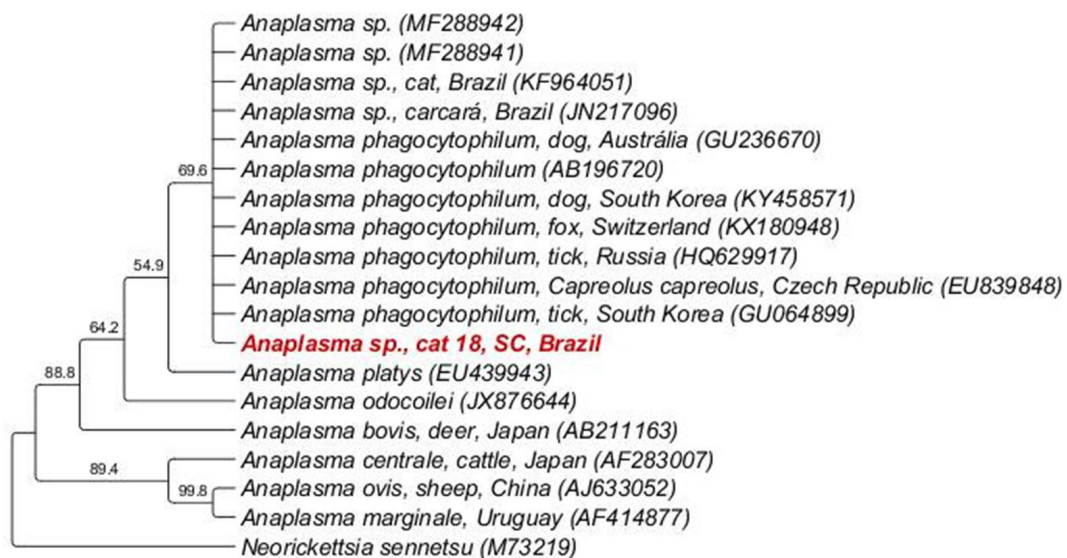 Anaplasma sp. (MF288942)
Anaplasma sp. (MF288941)
Anaplasma sp., cat, Brazil (KF964051)
Anaplasma sp., carcará, Brazil (JN217096)
Anaplasma phagocytophilum, dog, Austrália (GU236670)
69.6
Anaplasma phagocytophilum (AB196720)
Anaplasma phagocytophilum, dog, South Korea (KY458571)
Anaplasma phagocytophilum, fox, Switzerland (KX180948)
Anaplasma phagocytophilum, tick, Russia (HQ629917)
54.9
Anaplasma phagocytophilum, Capreolus capreolus, Czech Republic (EU839848)
Anaplasma phagocytophilum, tick, South Korea (GU064899)
64.2
Anaplasma sp., cat 18, SC, Brazil
Anaplasma platys (EU439943)
88.8
Anaplasma odocoilei (JX876644)
Anaplasma bovis, deer, Japan (AB211163)
Anaplasma centrale, cattle, Japan (AF283007)
89.4
Anaplasma ovis, sheep, China (AJ633052)
99.8
Anaplasma marginale, Uruguay (AF414877)
Neorickettsia sennetsu (M73219)